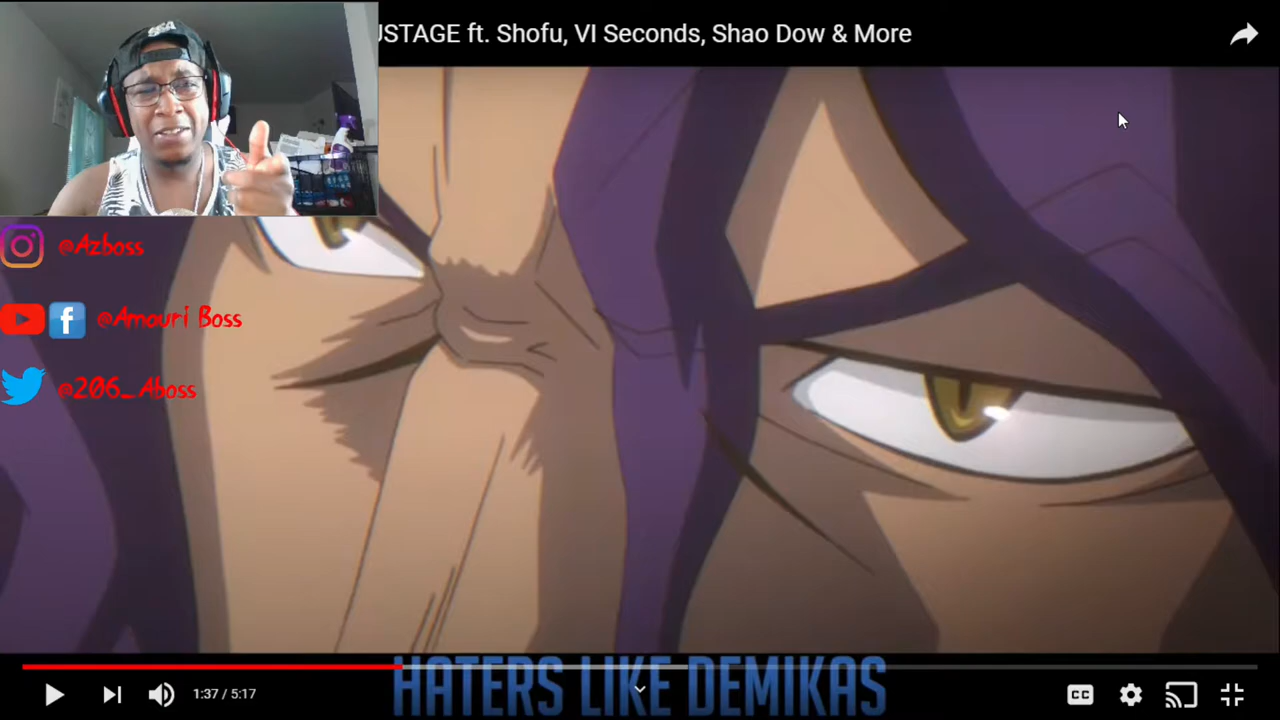 USTAGE ft. Shofu, VI Seconds, Shao Dow & More
@Azboss
@Amouri Boss
@206_Aboss
HATERS LIKE DEMIKAS
1:37 / 5:17
CC